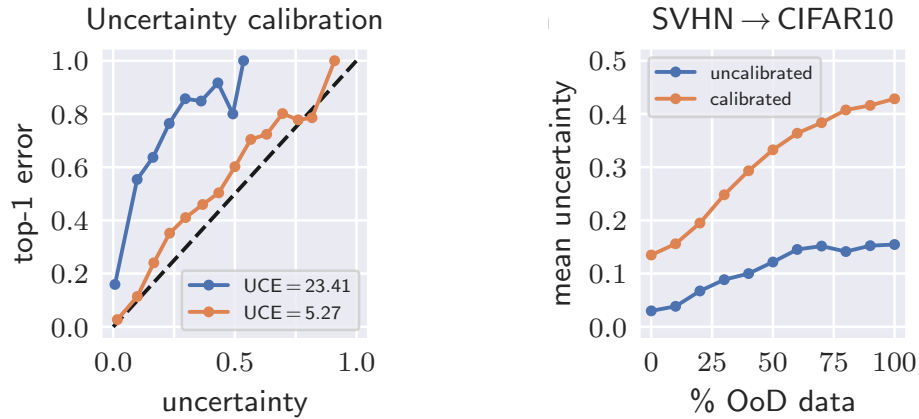 Uncertainty calibration
1.0
0.8
0.6
0.4
0.2
0.0
top-1 error
UCE = 23.41
UCE = 5.27
0.0 0.5 1.0
uncertainty
SVHN → CIFAR10
0.5
0.4
0.3
0.2
0.1
0.0
mean uncertainty
uncalibrated
calibrated
0 25 50 75 100
% OoD data